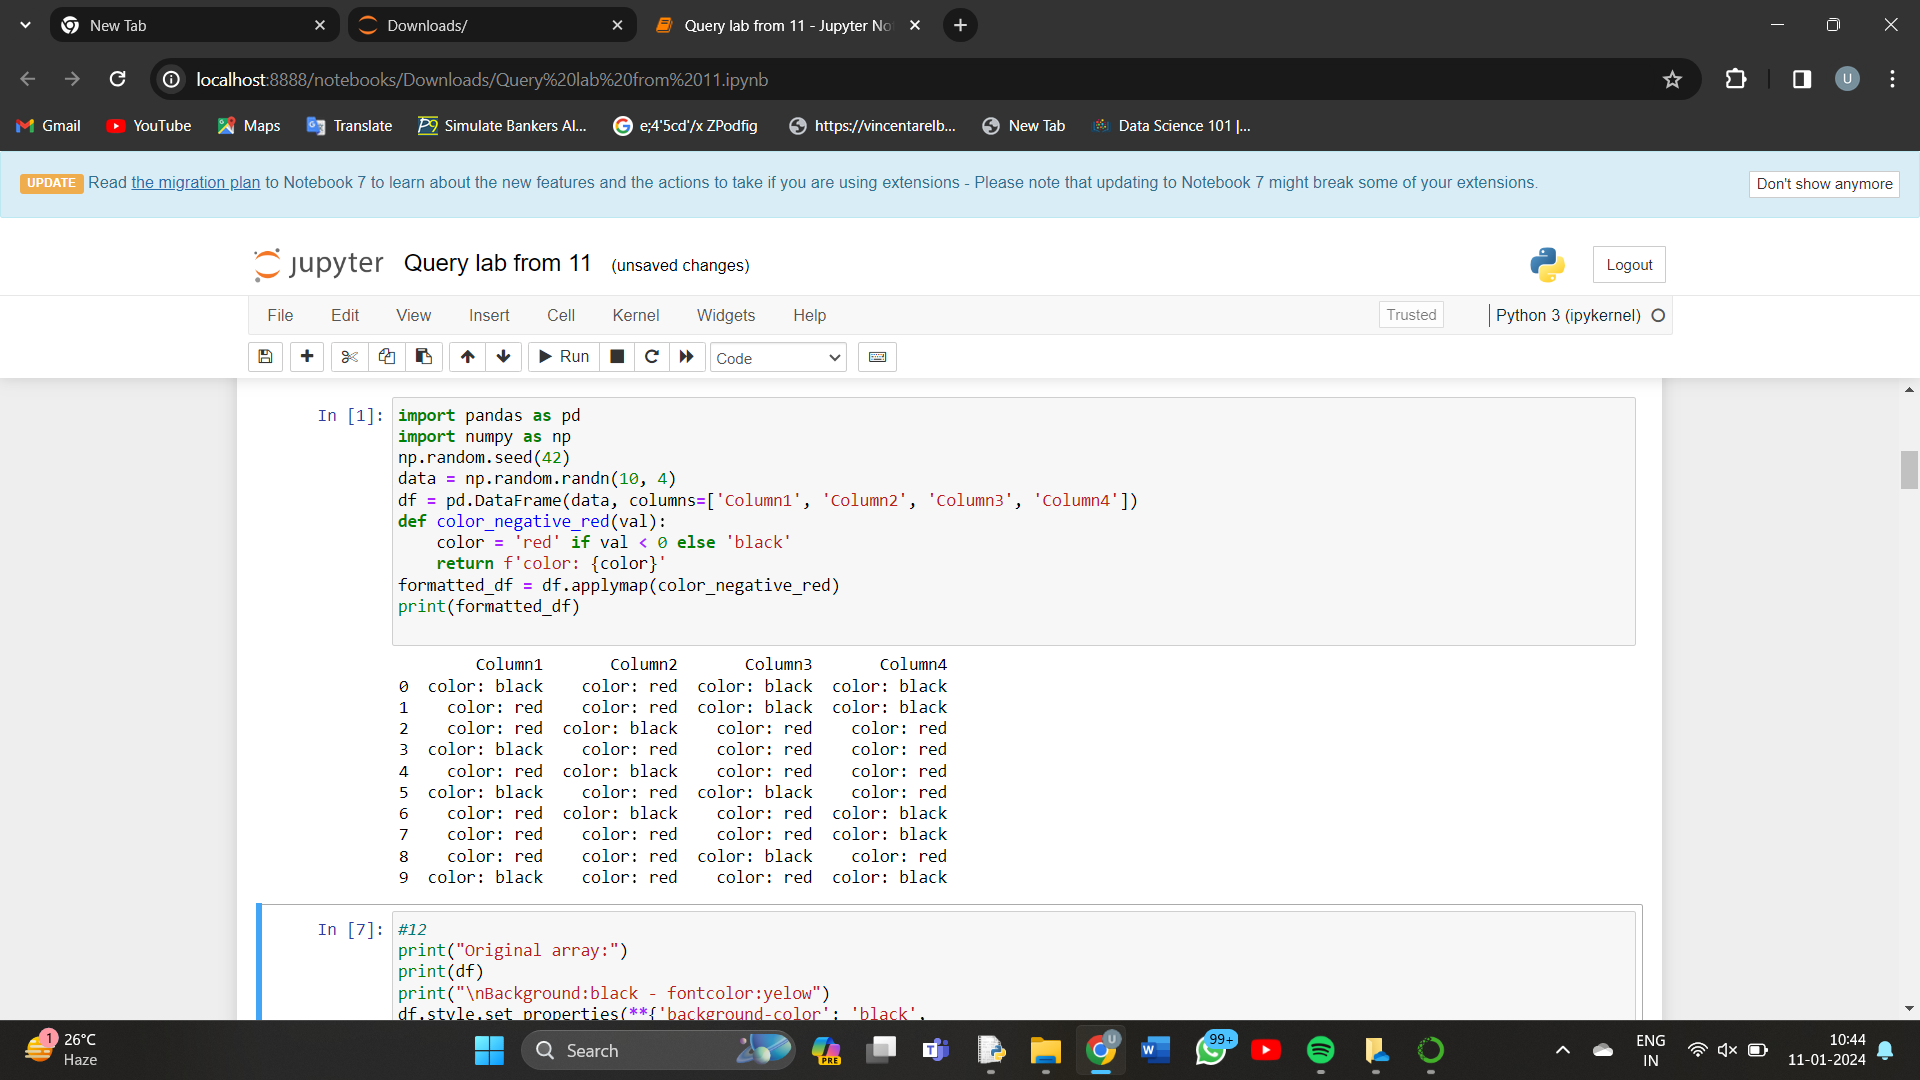 New Tab
Downloads/
Query lab from 11 - Jupyter No
localhost:8888/notebooks/Downloads/Query%20lab%20from%2011.ipynb
U
Gmail
YouTube
Maps
Translate
Simulate Bankers Al...
e;4'5cd'/x ZPodfig
https://vincentarelb...
New Tab
Data Science 101 |...
UPDATE Read the migration plan to Notebook 7 to learn about the new features and the actions to take if you are using extensions - Please note that updating to Notebook 7 might break some of your extensions.
Don't show anymore
jupyter Query lab from 11 (unsaved changes)
Logout
File Edit View Insert Cell Kernel Widgets Help
Trusted
Python 3 (ipykernel)
Run
Code
In [1]:
import pandas as pd
import numpy as np
np.random.seed(42)
data = np.random.randn(10, 4)
df = pd.DataFrame(data, columns=['Column1', 'Column2', 'Column3', 'Column4'])
def color_negative_red(val):
    color = 'red' if val < 0 else 'black'
    return f'color: {color}'
formatted_df = df.applymap(color_negative_red)
print(formatted_df)
Column1 Column2 Column3 Column4
0 color: black color: red color: black color: black
1 color: red color: red color: black color: black
2 color: red color: black color: red color: red
3 color: black color: red color: red color: red
4 color: red color: black color: red color: red
5 color: black color: red color: black color: red
6 color: red color: black color: red color: black
7 color: red color: red color: red color: black
8 color: red color: red color: black color: red
9 color: black color: red color: red color: black
In [7]:
#12
print("Original array:")
print(df)
print("\nBackground:black - fontcolor:yelow")
df.style.set_properties(**{'background-color': 'black',
1
26°C
Haze
Search
PRE
99+
U
ENG
IN
10:44
11-01-2024